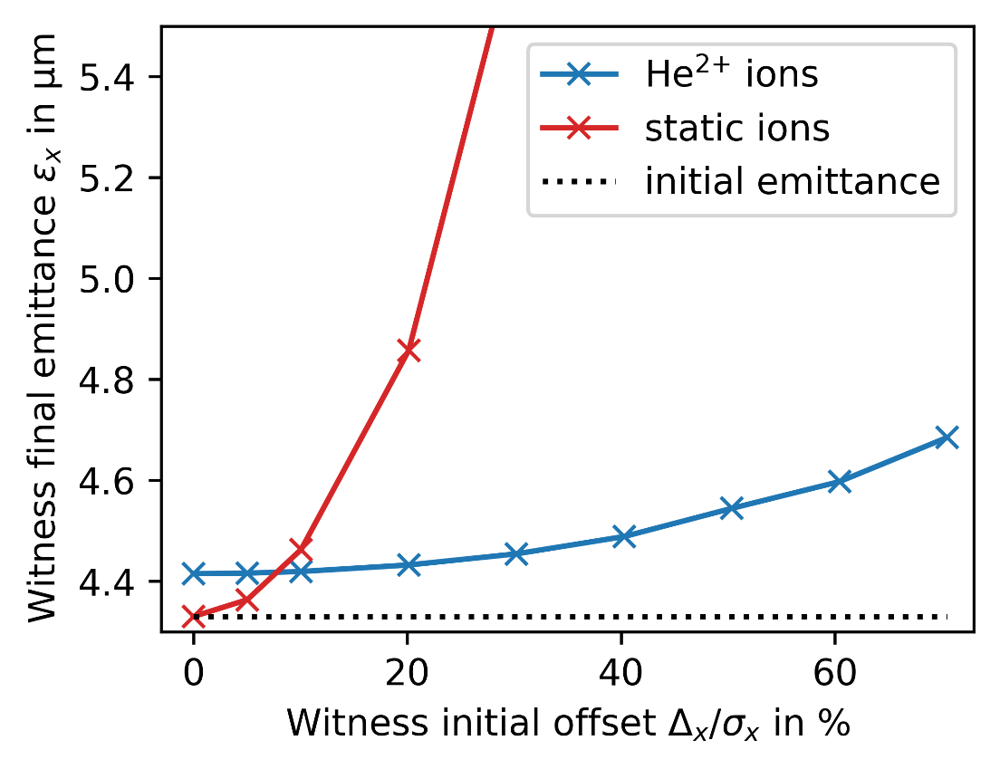 Witness final emittance εₓ in µm
5.4
5.2
5.0
4.8
4.6
4.4
He²⁺ ions
static ions
initial emittance
0
20
40
60
Witness initial offset Δₓ/σₓ in %